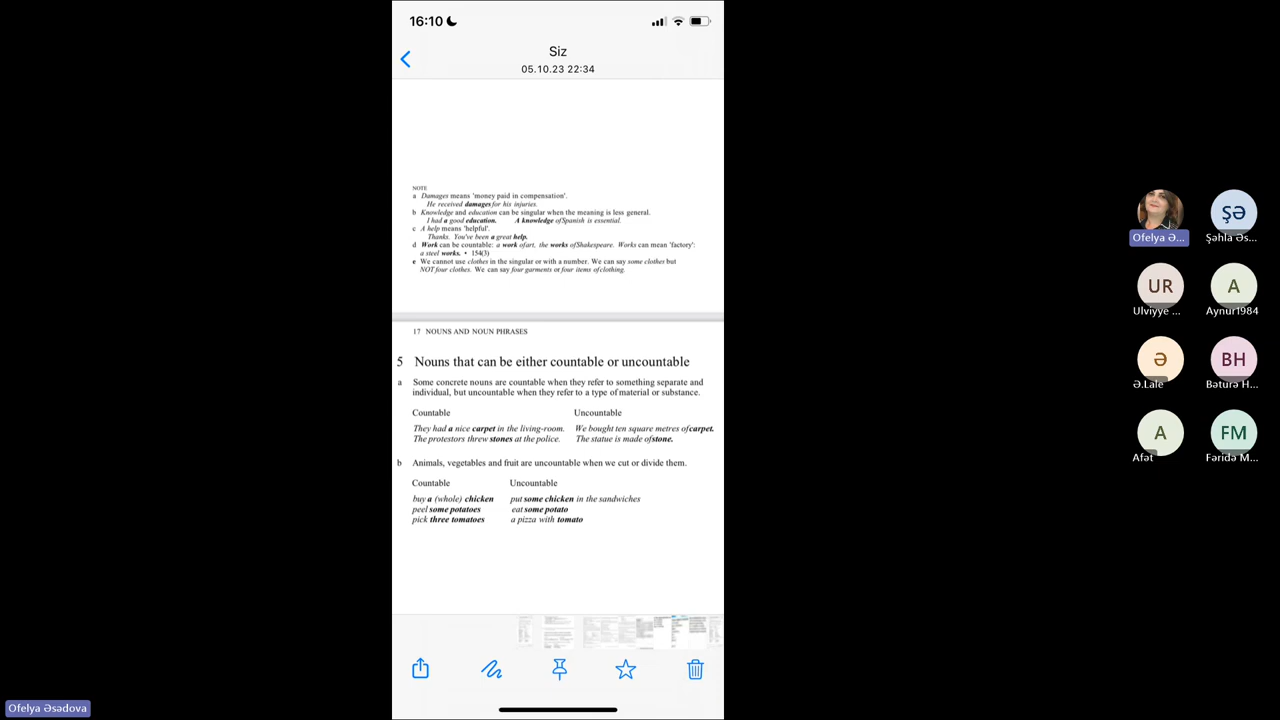 16:10
Siz
05.10.23 22:34
NOTE
a Damages means 'money paid in compensation'.
He received damages for his injuries.
b Knowledge and education can be singular when the meaning is less general.
I had a good education. A knowledge of Spanish is essential.
c A help means 'helpful'.
Thanks. You've been a great help.
d Work can be countable: a work of art, the works of Shakespeare. Works can mean 'factory':
a steel works. • 154(3)
e We cannot use clothes in the singular or with a number. We can say some clothes but
NOT four clothes. We can say four garments or four items of clothing.
17 NOUNS AND NOUN PHRASES
5 Nouns that can be either countable or uncountable
a Some concrete nouns are countable when they refer to something separate and
individual, but uncountable when they refer to a type of material or substance.
Countable Uncountable
They had a nice carpet in the living-room. We bought ten square metres of carpet.
The protestors threw stones at the police. The statue is made of stone.
b Animals, vegetables and fruit are uncountable when we cut or divide them.
Countable Uncountable
buy a (whole) chicken put some chicken in the sandwiches
peel some potatoes eat some potato
pick three tomatoes a pizza with tomato
ŞƏ
Ofelya Ə... Şəhla Əs...
UR A
Ulviyyə ... Aynur1984
Ə BH
Ə.Lalə Bəturə H...
A FM
Afət Fəridə M...
Ofelya Əsədova